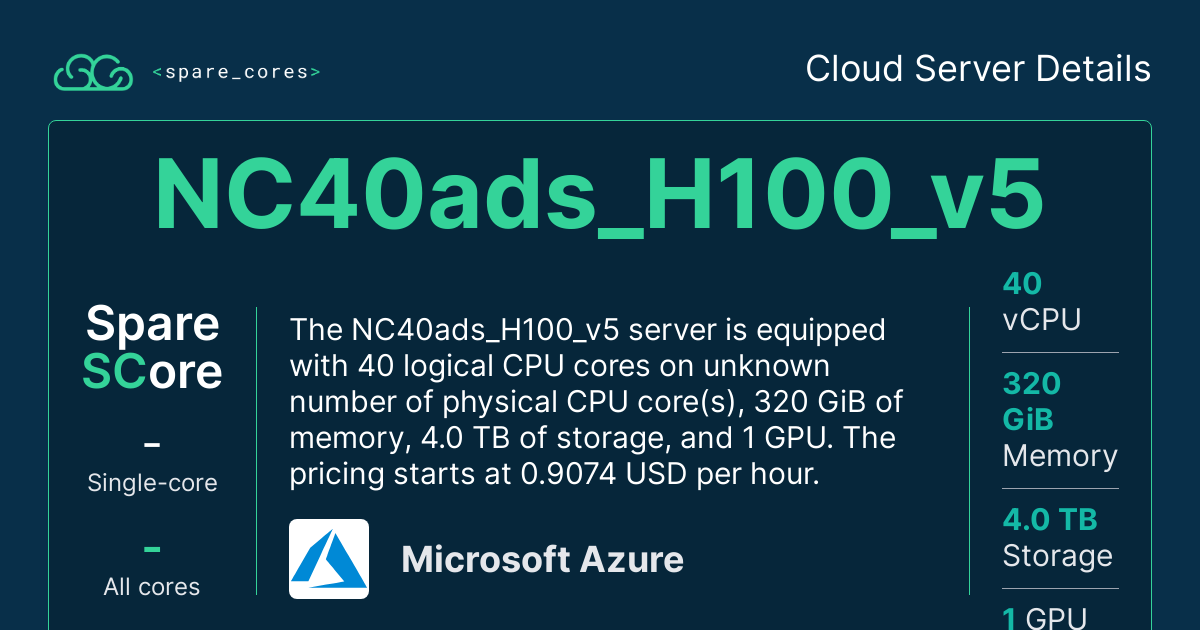 <spare_cores>
Cloud Server Details
NC40ads_H100_v5
Spare
SCore
-
Single-core
-
All cores
The NC40ads_H100_v5 server is equipped
with 40 logical CPU cores on unknown
number of physical CPU core(s), 320 GiB of
memory, 4.0 TB of storage, and 1 GPU. The
pricing starts at 0.9074 USD per hour.
Microsoft Azure
40
vCPU
320
GiB
Memory
4.0 TB
Storage
1 GPU